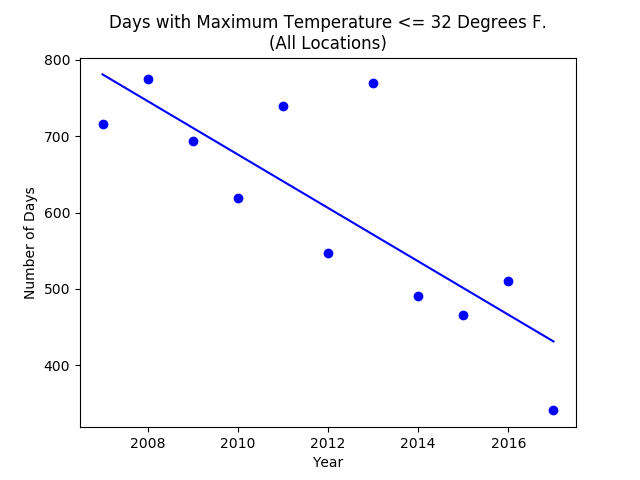 Days with Maximum Temperature <= 32 Degrees F.
(All Locations)
800
700
600
500
400
Number of Days
2008 2010 2012 2014 2016
Year